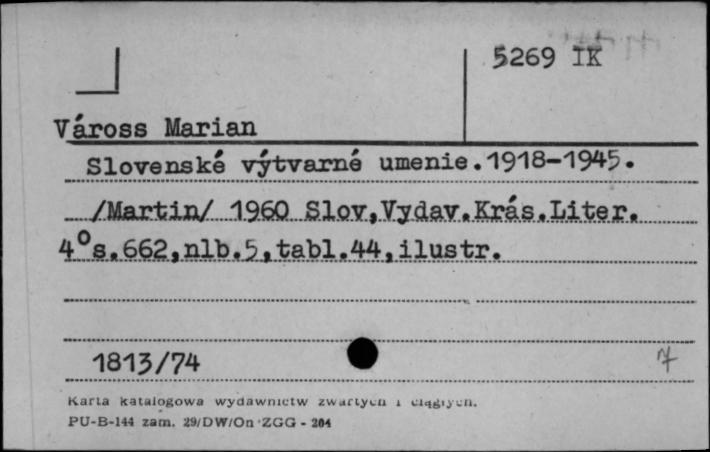 5269 IK
Váross Marian
Slovenské výtvarné umenie.1918-1945.
/Martin/ 1960 Slov,Vydav.Krás.Liter.
4°s.662,nlb.5,tabl.44,ilustr.
1813/74
Karta katalogowa wydawnictw zwartych i ciągłych.
PU-B-144 zam. 29/DW/On ZGG - 204